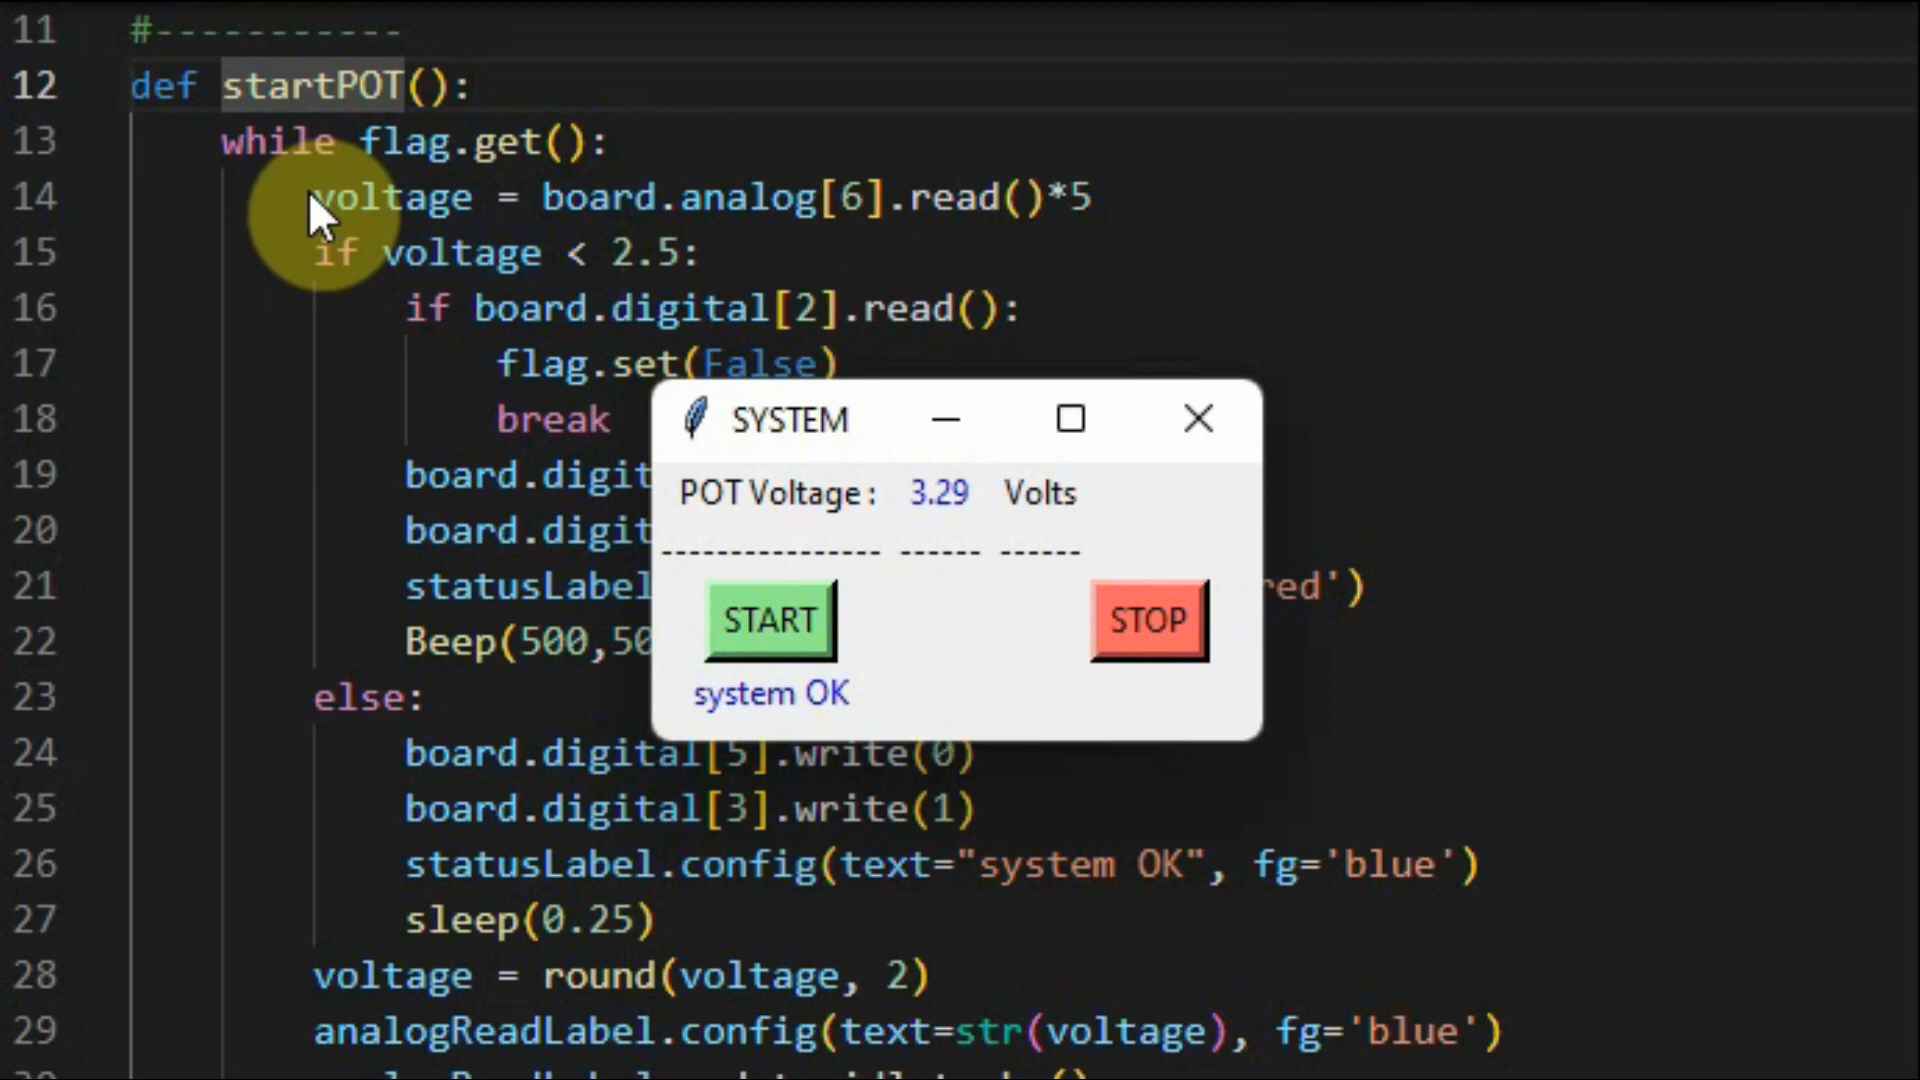 11 #-----------
12 def startPOT():
13 while flag.get():
14 voltage = board.analog[6].read()*5
15 if voltage < 2.5:
16 if board.digital[2].read():
17 flag.set(False)
18 break
19 board.digit
20 board.digit
21 statusLabel red')
22 Beep(500,50
23 else:
24 board.digital[5].write(0)
25 board.digital[3].write(1)
26 statusLabel.config(text="system OK", fg='blue')
27 sleep(0.25)
28 voltage = round(voltage, 2)
29 analogReadLabel.config(text=str(voltage), fg='blue')
SYSTEM
POT Voltage: 3.29 Volts
---------------- ------ ------
START STOP
system OK